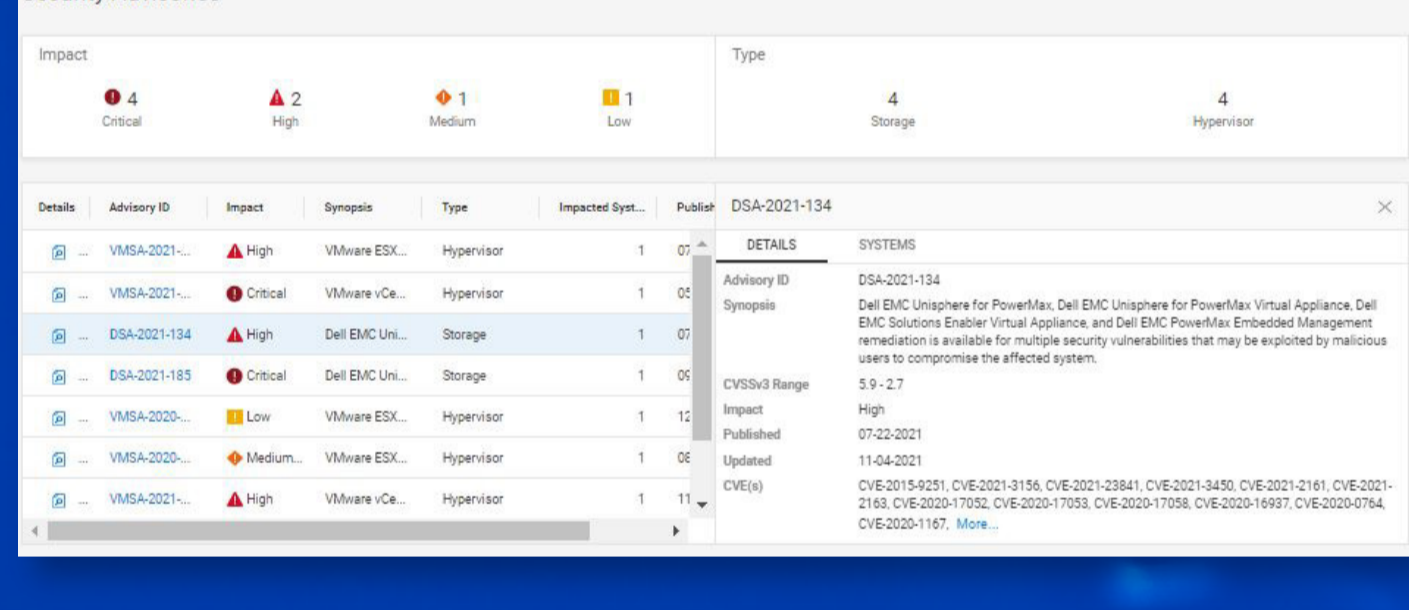 Impact
Type
4
2
1
1
4
4
Critical
High
Medium
Low
Storage
Hypervisor
Details Advisory ID Impact Synopsis Type Impacted Syst... Publish
DSA-2021-134
... VMSA-2021-... High VMware ESX... Hypervisor 1 07
... VMSA-2021-... Critical VMware vCe... Hypervisor 1 05
... DSA-2021-134 High Dell EMC Uni... Storage 1 07
... DSA-2021-185 Critical Dell EMC Uni... Storage 1 09
... VMSA-2020-... Low VMware ESX... Hypervisor 1 12
... VMSA-2020-... Medium... VMware ESX... Hypervisor 1 08
... VMSA-2021-... High VMware vCe... Hypervisor 1 11
DETAILS SYSTEMS
Advisory ID DSA-2021-134
Synopsis Dell EMC Unisphere for PowerMax, Dell EMC Unisphere for PowerMax Virtual Appliance, Dell
EMC Solutions Enabler Virtual Appliance, and Dell EMC PowerMax Embedded Management
remediation is available for multiple security vulnerabilities that may be exploited by malicious
users to compromise the affected system.
CVSSv3 Range 5.9 - 2.7
Impact High
Published 07-22-2021
Updated 11-04-2021
CVE(s) CVE-2015-9251, CVE-2021-3156, CVE-2021-23841, CVE-2021-3450, CVE-2021-2161, CVE-2021-
2163, CVE-2020-17052, CVE-2020-17053, CVE-2020-17058, CVE-2020-16937, CVE-2020-0764,
CVE-2020-1167, More...